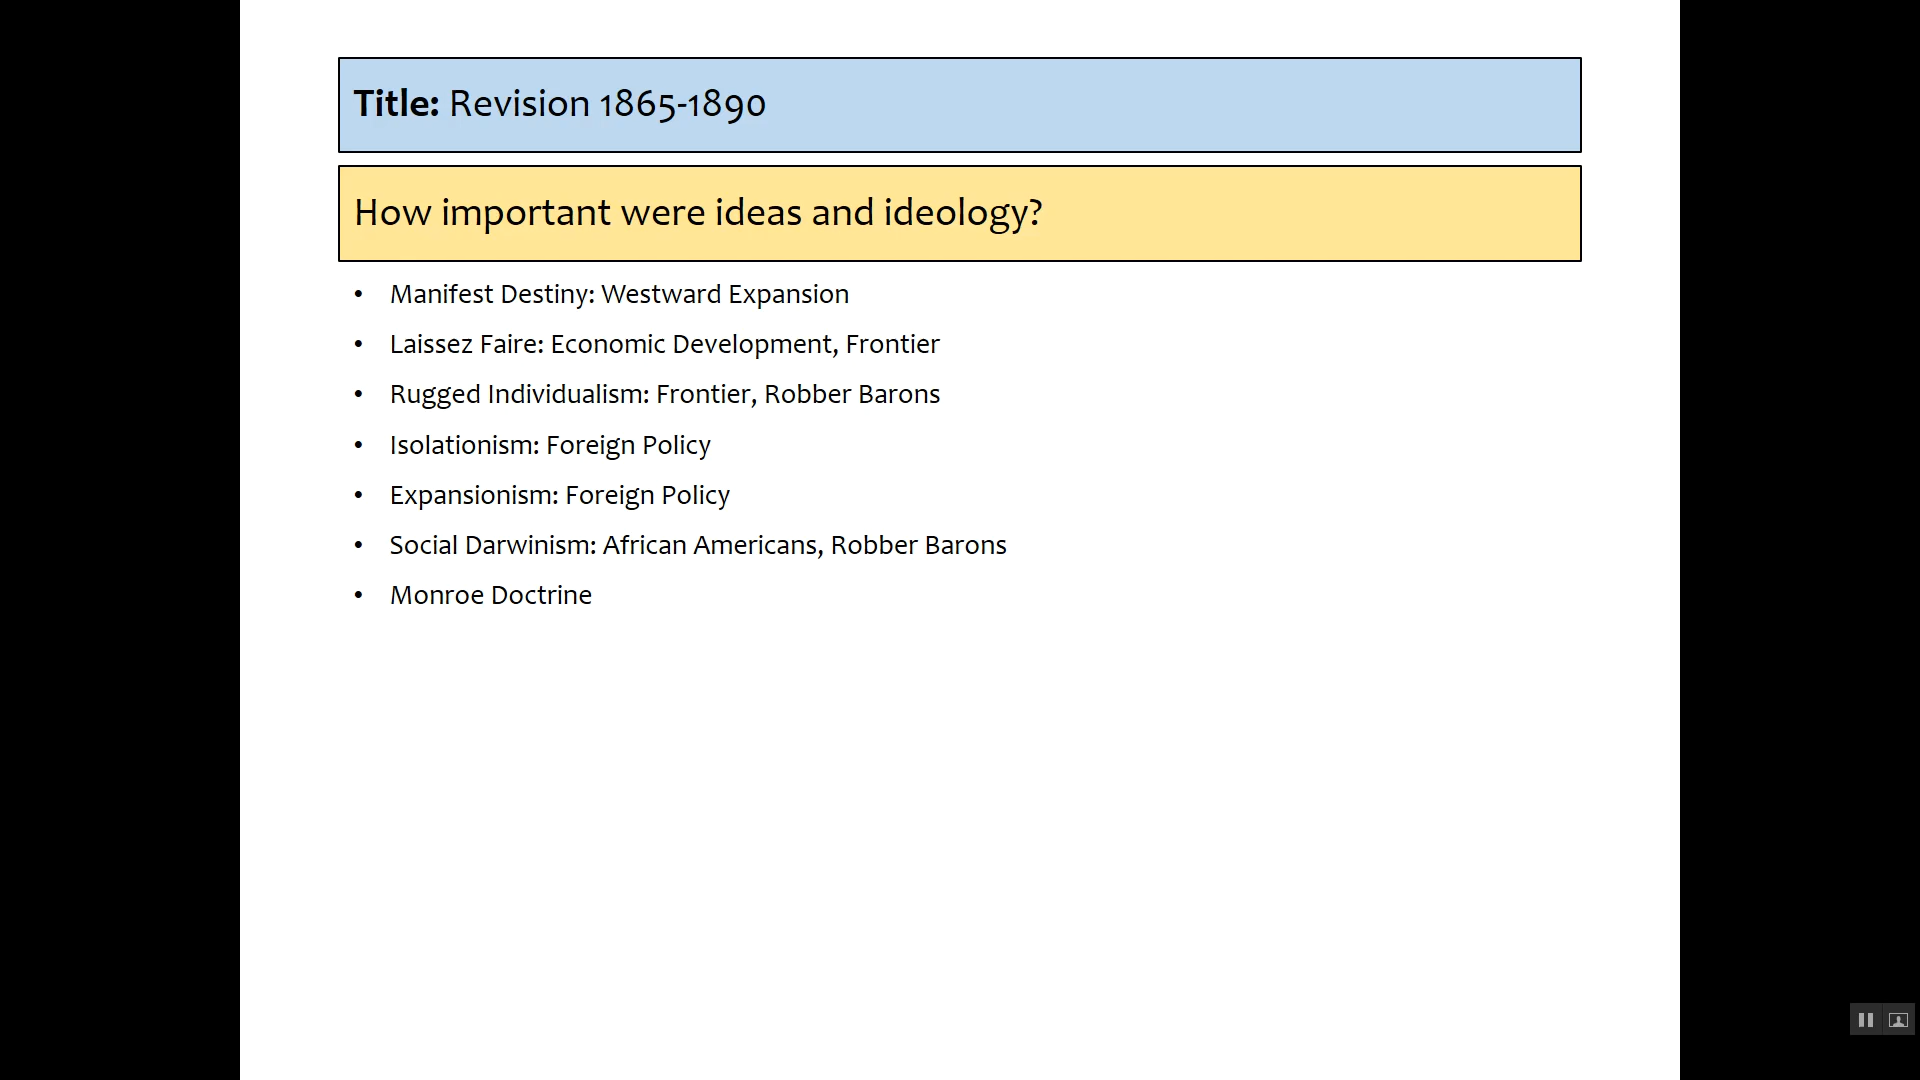 Title: Revision 1865-1890
How important were ideas and ideology?
• Manifest Destiny: Westward Expansion
• Laissez Faire: Economic Development, Frontier
• Rugged Individualism: Frontier, Robber Barons
• Isolationism: Foreign Policy
• Expansionism: Foreign Policy
• Social Darwinism: African Americans, Robber Barons
• Monroe Doctrine